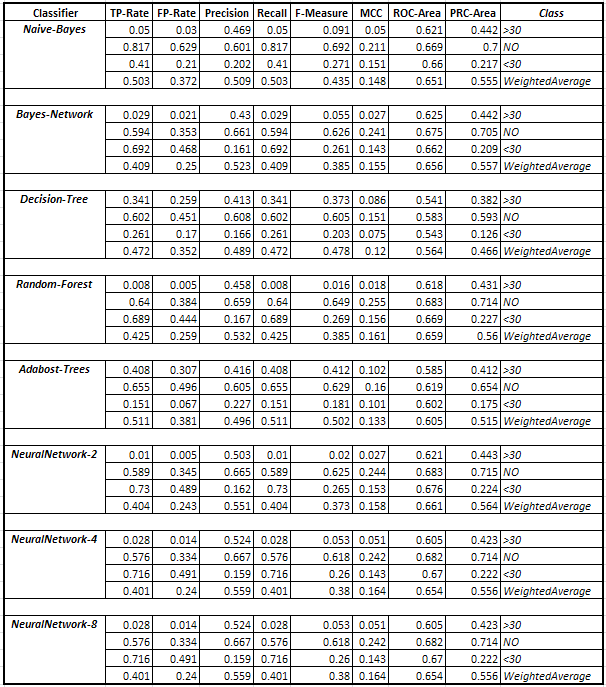 Classifier TP-Rate FP-Rate Precision Recall F-Measure MCC ROC-Area PRC-Area Class
Naive-Bayes 0.05 0.03 0.469 0.05 0.091 0.05 0.621 0.442 >30
0.817 0.629 0.601 0.817 0.692 0.211 0.669 0.7 NO
0.41 0.21 0.202 0.41 0.271 0.151 0.66 0.217 <30
0.503 0.372 0.509 0.503 0.435 0.148 0.651 0.555 WeightedAverage
Bayes-Network 0.029 0.021 0.43 0.029 0.055 0.027 0.625 0.442 >30
0.594 0.353 0.661 0.594 0.626 0.241 0.675 0.705 NO
0.692 0.468 0.161 0.692 0.261 0.143 0.662 0.209 <30
0.409 0.25 0.523 0.409 0.385 0.155 0.656 0.557 WeightedAverage
Decision-Tree 0.341 0.259 0.413 0.341 0.373 0.086 0.541 0.382 >30
0.602 0.451 0.608 0.602 0.605 0.151 0.583 0.593 NO
0.261 0.17 0.166 0.261 0.203 0.075 0.543 0.126 <30
0.472 0.352 0.489 0.472 0.478 0.12 0.564 0.466 WeightedAverage
Random-Forest 0.008 0.005 0.458 0.008 0.016 0.018 0.618 0.431 >30
0.64 0.384 0.659 0.64 0.649 0.255 0.683 0.714 NO
0.689 0.444 0.167 0.689 0.269 0.156 0.669 0.227 <30
0.425 0.259 0.532 0.425 0.385 0.161 0.659 0.56 WeightedAverage
Adabost-Trees 0.408 0.307 0.416 0.408 0.412 0.102 0.585 0.412 >30
0.655 0.496 0.605 0.655 0.629 0.16 0.619 0.654 NO
0.151 0.067 0.227 0.151 0.181 0.101 0.602 0.175 <30
0.511 0.381 0.496 0.511 0.502 0.133 0.605 0.515 WeightedAverage
NeuralNetwork-2 0.01 0.005 0.503 0.01 0.02 0.027 0.621 0.443 >30
0.589 0.345 0.665 0.589 0.625 0.244 0.683 0.715 NO
0.73 0.489 0.162 0.73 0.265 0.153 0.676 0.224 <30
0.404 0.243 0.551 0.404 0.373 0.158 0.661 0.564 WeightedAverage
NeuralNetwork-4 0.028 0.014 0.524 0.028 0.053 0.051 0.605 0.423 >30
0.576 0.334 0.667 0.576 0.618 0.242 0.682 0.714 NO
0.716 0.491 0.159 0.716 0.26 0.143 0.67 0.222 <30
0.401 0.24 0.559 0.401 0.38 0.164 0.654 0.556 WeightedAverage
NeuralNetwork-8 0.028 0.014 0.524 0.028 0.053 0.051 0.605 0.423 >30
0.576 0.334 0.667 0.576 0.618 0.242 0.682 0.714 NO
0.716 0.491 0.159 0.716 0.26 0.143 0.67 0.222 <30
0.401 0.24 0.559 0.401 0.38 0.164 0.654 0.556 WeightedAverage